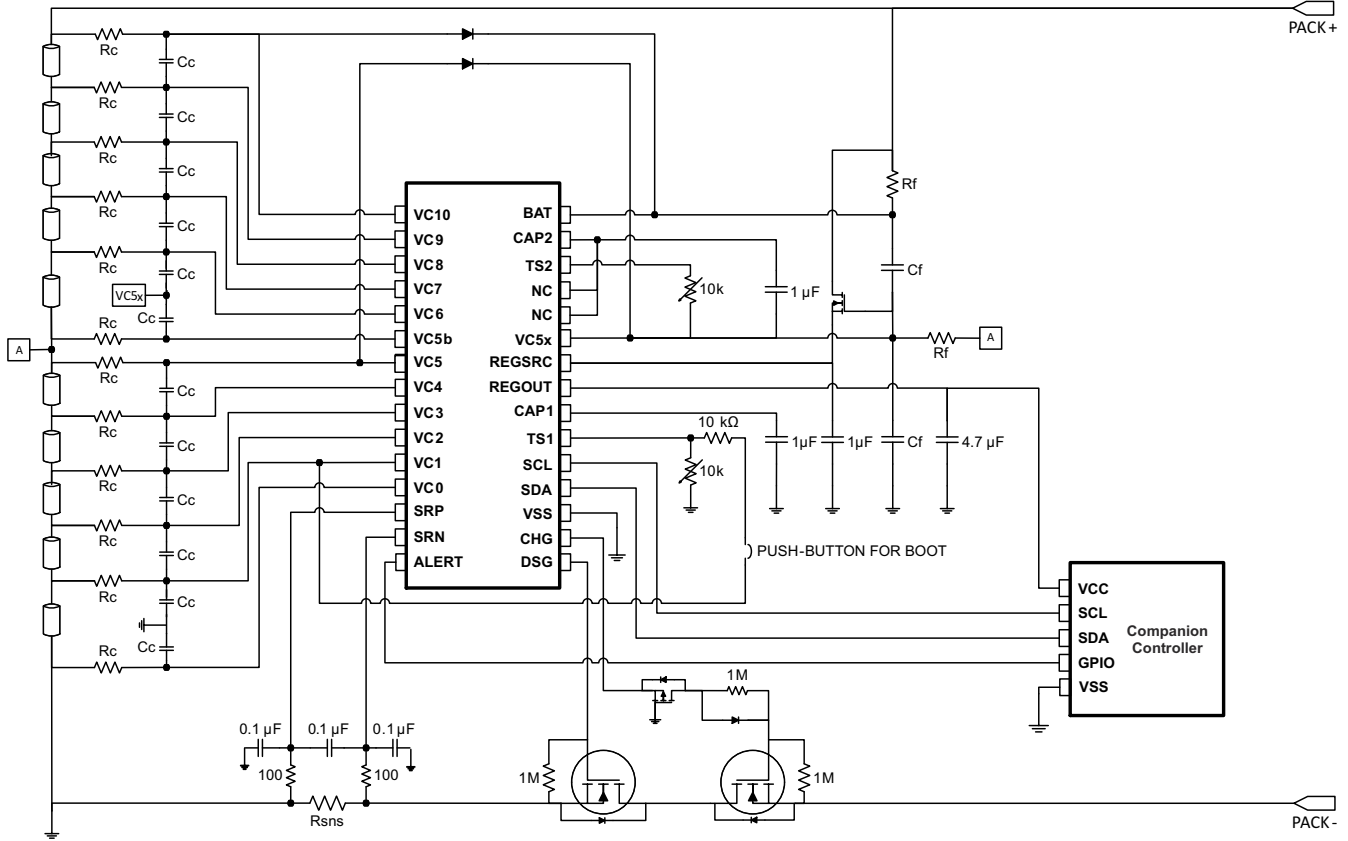 PACK+
Rc
Cc
Rc
Cc
Rc
Cc
Rc
Cc
Rc
Cc
VC5x
Cc
Rc
A
Rc
Cc
Rc
Cc
Rc
Cc
Rc
Cc
Rc
Cc
Cc
Rc
VC10
VC9
VC8
VC7
VC6
VC5b
VC5
VC4
VC3
VC2
VC1
VC0
SRP
SRN
ALERT
BAT
CAP2
TS2
NC
NC
VC5x
REGSRC
REGOUT
CAP1
TS1
SCL
SDA
VSS
CHG
DSG
Rf
Cf
10k
1 µF
Rf
A
10 kΩ
10k
1µF
1µF
Cf
4.7 µF
PUSH-BUTTON FOR BOOT
VCC
SCL
SDA
GPIO
VSS
Companion
Controller
1M
0.1 µF
0.1 µF
0.1 µF
100
100
1M
1M
Rsns
PACK-